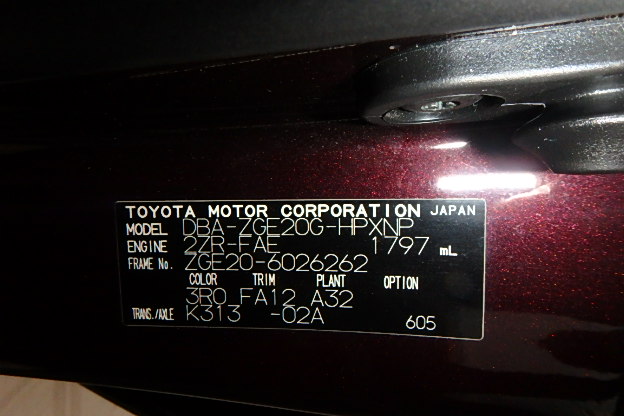 TOYOTA MOTOR CORPORATION JAPAN
MODEL DBA-ZGE20G-HPXNP
ENGINE 2ZR-FAE 1797 mL
FRAME No. ZGE20-6026262
COLOR TRIM PLANT OPTION
3R0 FA12 A32
TRANS./AXLE K313 -02A
605